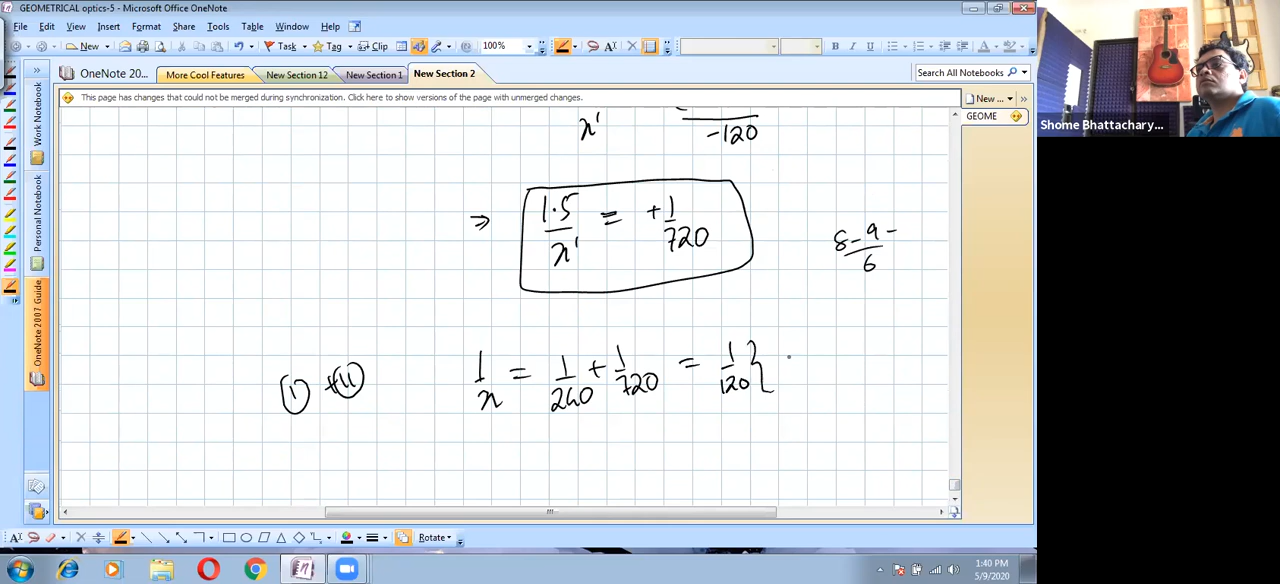 GEOMETRICAL optics-5 - Microsoft Office OneNote
File Edit View Insert Format Share Tools Table Window Help
New Task Tag Clip 100% B I U
OneNote 20... More Cool Features New Section 12 New Section 1 New Section 2 Search All Notebooks
This page has changes that could not be merged during synchronization. Click here to show versions of the page with unmerged changes.
New ...
GEOME
Work Notebook
Personal Notebook
OneNote 2007 Guide
Shome Bhattachary...
x' -120
⇒ 1.5/x' = +1/720
8-9-/6
(i) + (ii) 1/x = 1/240 + 1/720 = 1/120 }
A Rotate
1:40 PM
5/9/2020